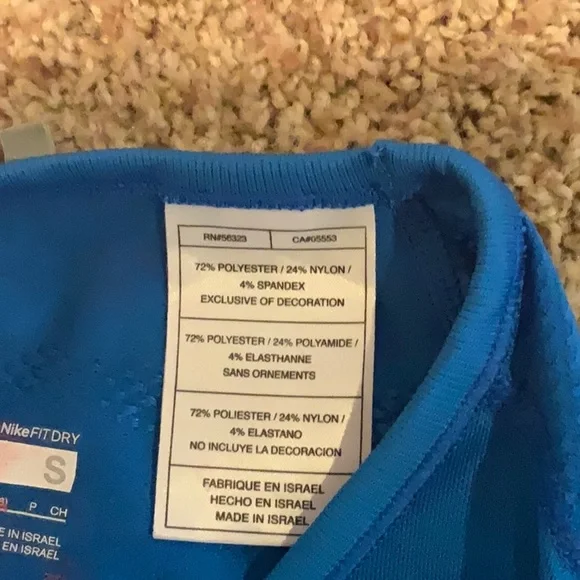 RN#56323 CA#05553
72% POLYESTER / 24% NYLON /
4% SPANDEX
EXCLUSIVE OF DECORATION
72% POLYESTER / 24% POLYAMIDE /
4% ELASTHANNE
SANS ORNEMENTS
72% POLIESTER / 24% NYLON /
4% ELASTANO
NO INCLUYE LA DECORACION
FABRIQUE EN ISRAEL
HECHO EN ISRAEL
MADE IN ISRAEL
NikeFITDRY
S
P CH
E IN ISRAEL
EN ISRAEL